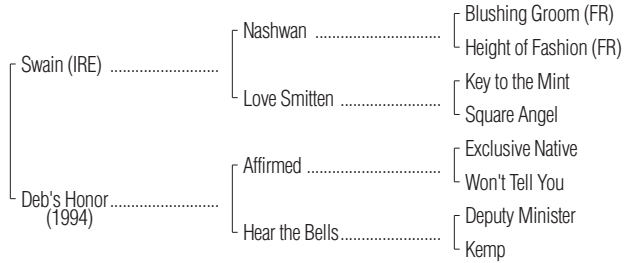 Blushing Groom (FR)
Nashwan ........................
Height of Fashion (FR)
Swain (IRE) ........................
Key to the Mint
Love Smitten ........................
Square Angel
Exclusive Native
Affirmed ........................
Won't Tell You
Deb's Honor ........................
(1994)
Deputy Minister
Hear the Bells ........................
Kemp